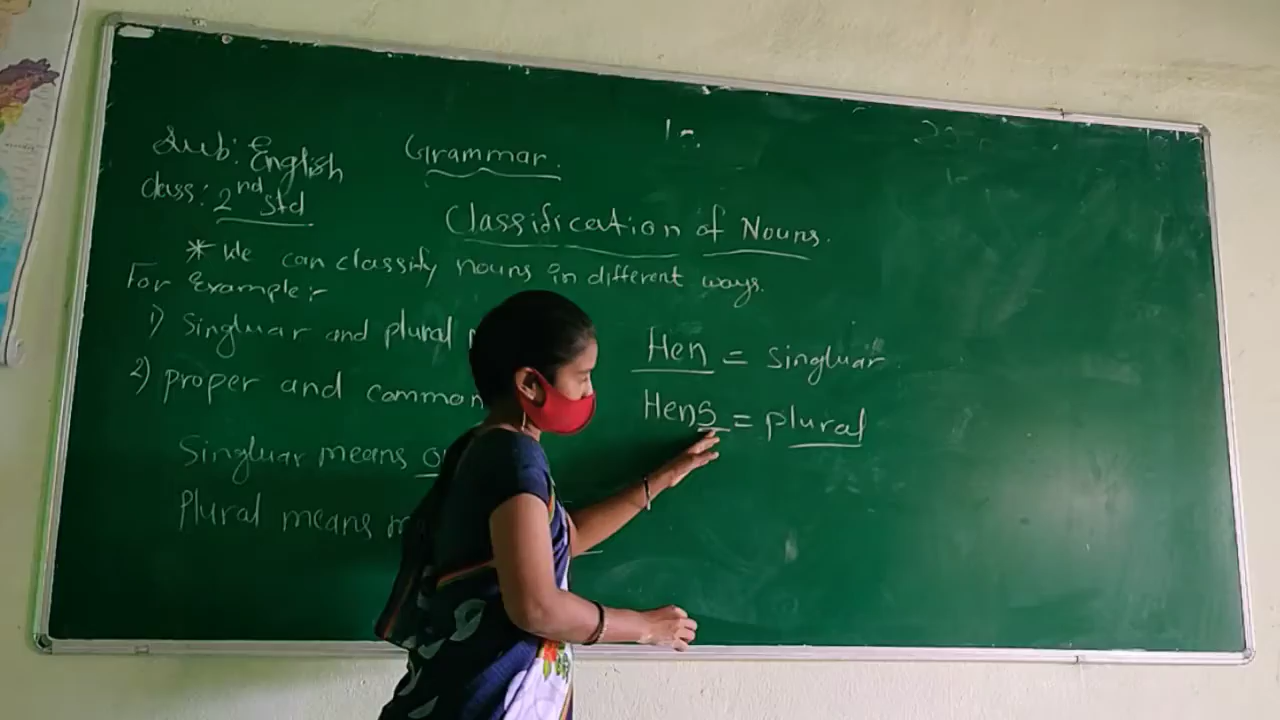 Sub: English
Grammar.
Class: 2nd Std
Classification of Nouns.
* We can classify nouns in different ways.
For Example:-
1) Singluar and plural
2) proper and common
Singluar means
Plural means
Hen = Singluar
Hens = plural